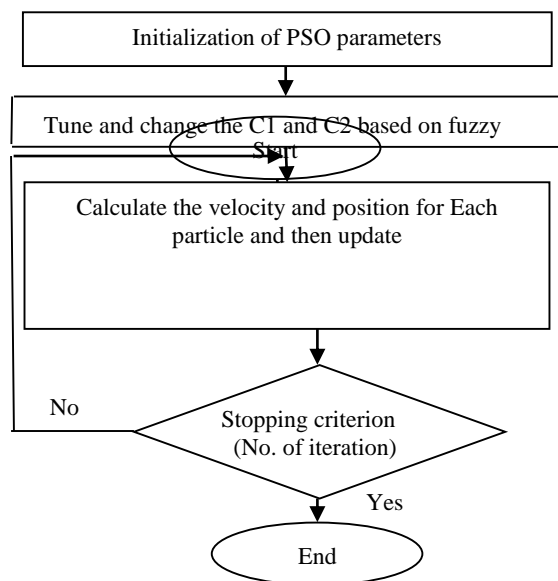 Initialization of PSO parameters
Tune and change the C1 and C2 based on fuzzy
Start
Calculate the velocity and position for Each
particle and then update
No
Stopping criterion
(No. of iteration)
Yes
End